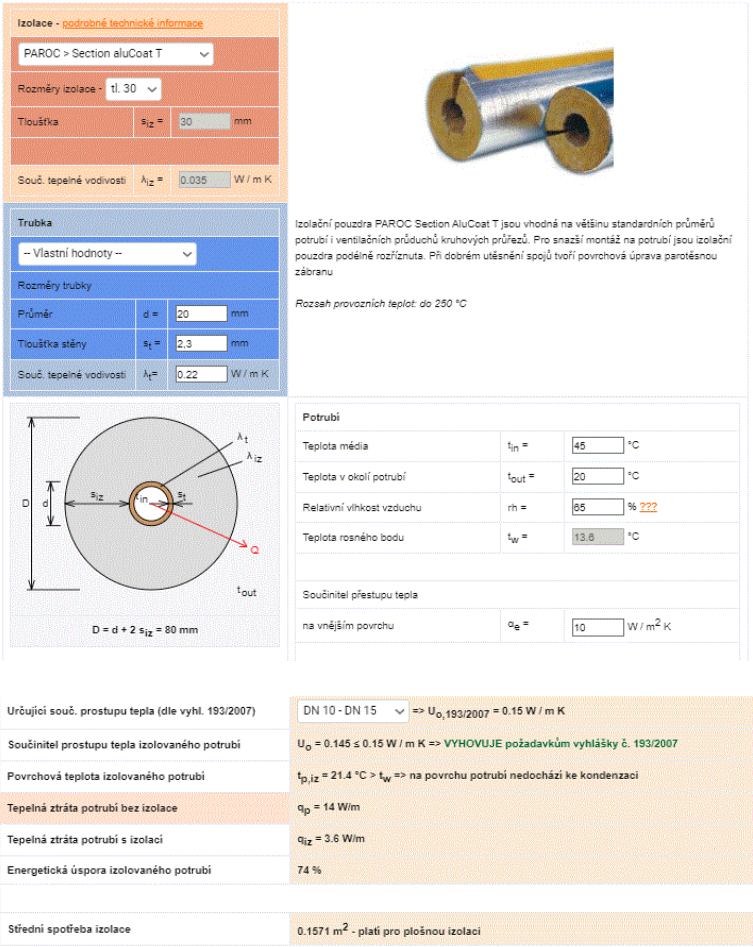 Izolace - podrobné technické informace
PAROC > Section aluCoat T
Rozměry izolace - tl. 30
Tloušťka s_iz = 30 mm
Souč. tepelné vodivosti λ_iz = 0.035 W / m K
Trubka
-- Vlastní hodnoty --
Rozměry trubky
Průměr d = 20 mm
Tloušťka stěny s_t = 2,3 mm
Souč. tepelné vodivosti λ_t = 0.22 W / m K
Izolační pouzdra PAROC Section AluCoat T jsou vhodná na většinu standardních průměrů
potrubí i ventilačních průduchů kruhových průřezů. Pro snazší montáž na potrubí jsou izolační
pouzdra podélně rozříznuta. Při dobrém utěsnění spojů tvoří povrchová úprava parotěsnou
zábranu
Rozsah provozních teplot: do 250 °C
λ_t
λ_iz
D d s_iz t_in s_t
Q
t_out
D = d + 2 s_iz = 80 mm
Potrubí
Teplota média t_in = 45 °C
Teplota v okolí potrubí t_out = 20 °C
Relativní vlhkost vzduchu rh = 65 % ???
Teplota rosného bodu t_w = 13.6 °C
Součinitel přestupu tepla
na vnějším povrchu α_e = 10 W / m² K
Určující souč. prostupu tepla (dle vyhl. 193/2007) DN 10 - DN 15 => U_o,193/2007 = 0.15 W / m K
Součinitel prostupu tepla izolovaného potrubí U_o = 0.145 ≤ 0.15 W / m K => VYHOVUJE požadavkům vyhlášky č. 193/2007
Povrchová teplota izolovaného potrubí t_p,iz = 21.4 °C > t_w => na povrchu potrubí nedochází ke kondenzaci
Tepelná ztráta potrubí bez izolace q_p = 14 W/m
Tepelná ztráta potrubí s izolací q_iz = 3.6 W/m
Energetická úspora izolovaného potrubí 74 %
Střední spotřeba izolace 0.1571 m² - platí pro plošnou izolaci